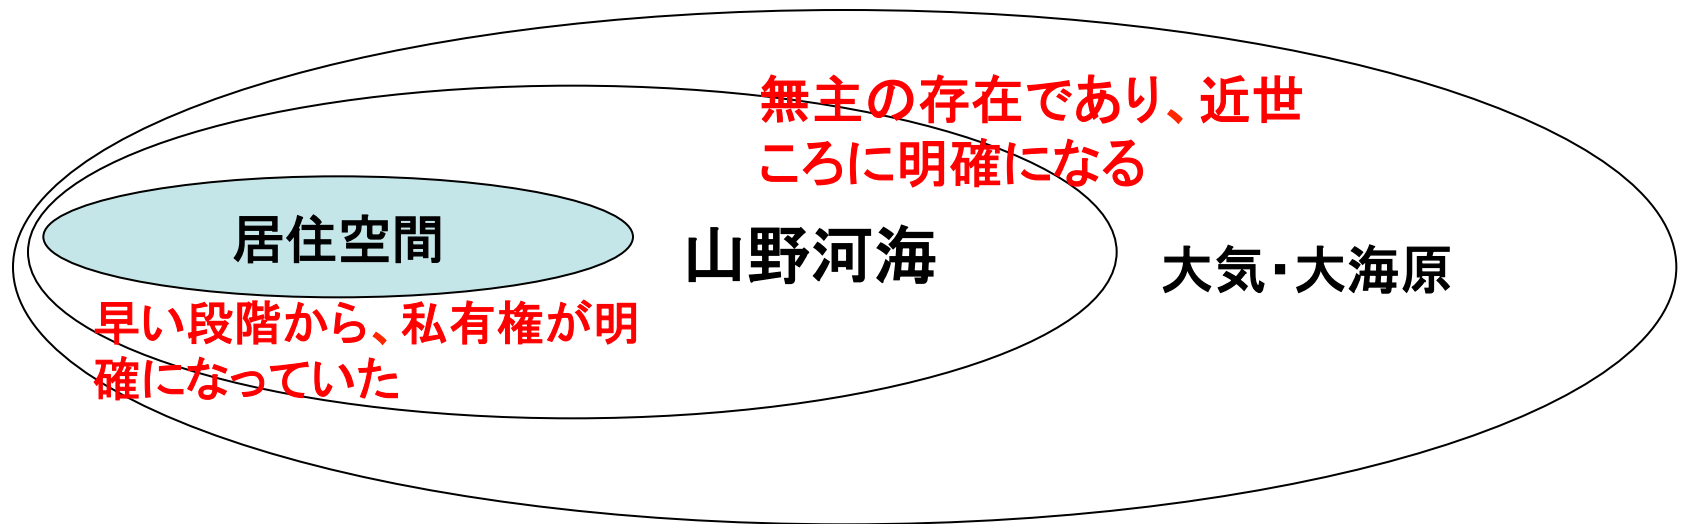 無主の存在であり、近世
ころに明確になる
居住空間
山野河海
大気・大海原
早い段階から、私有権が明
確になっていた